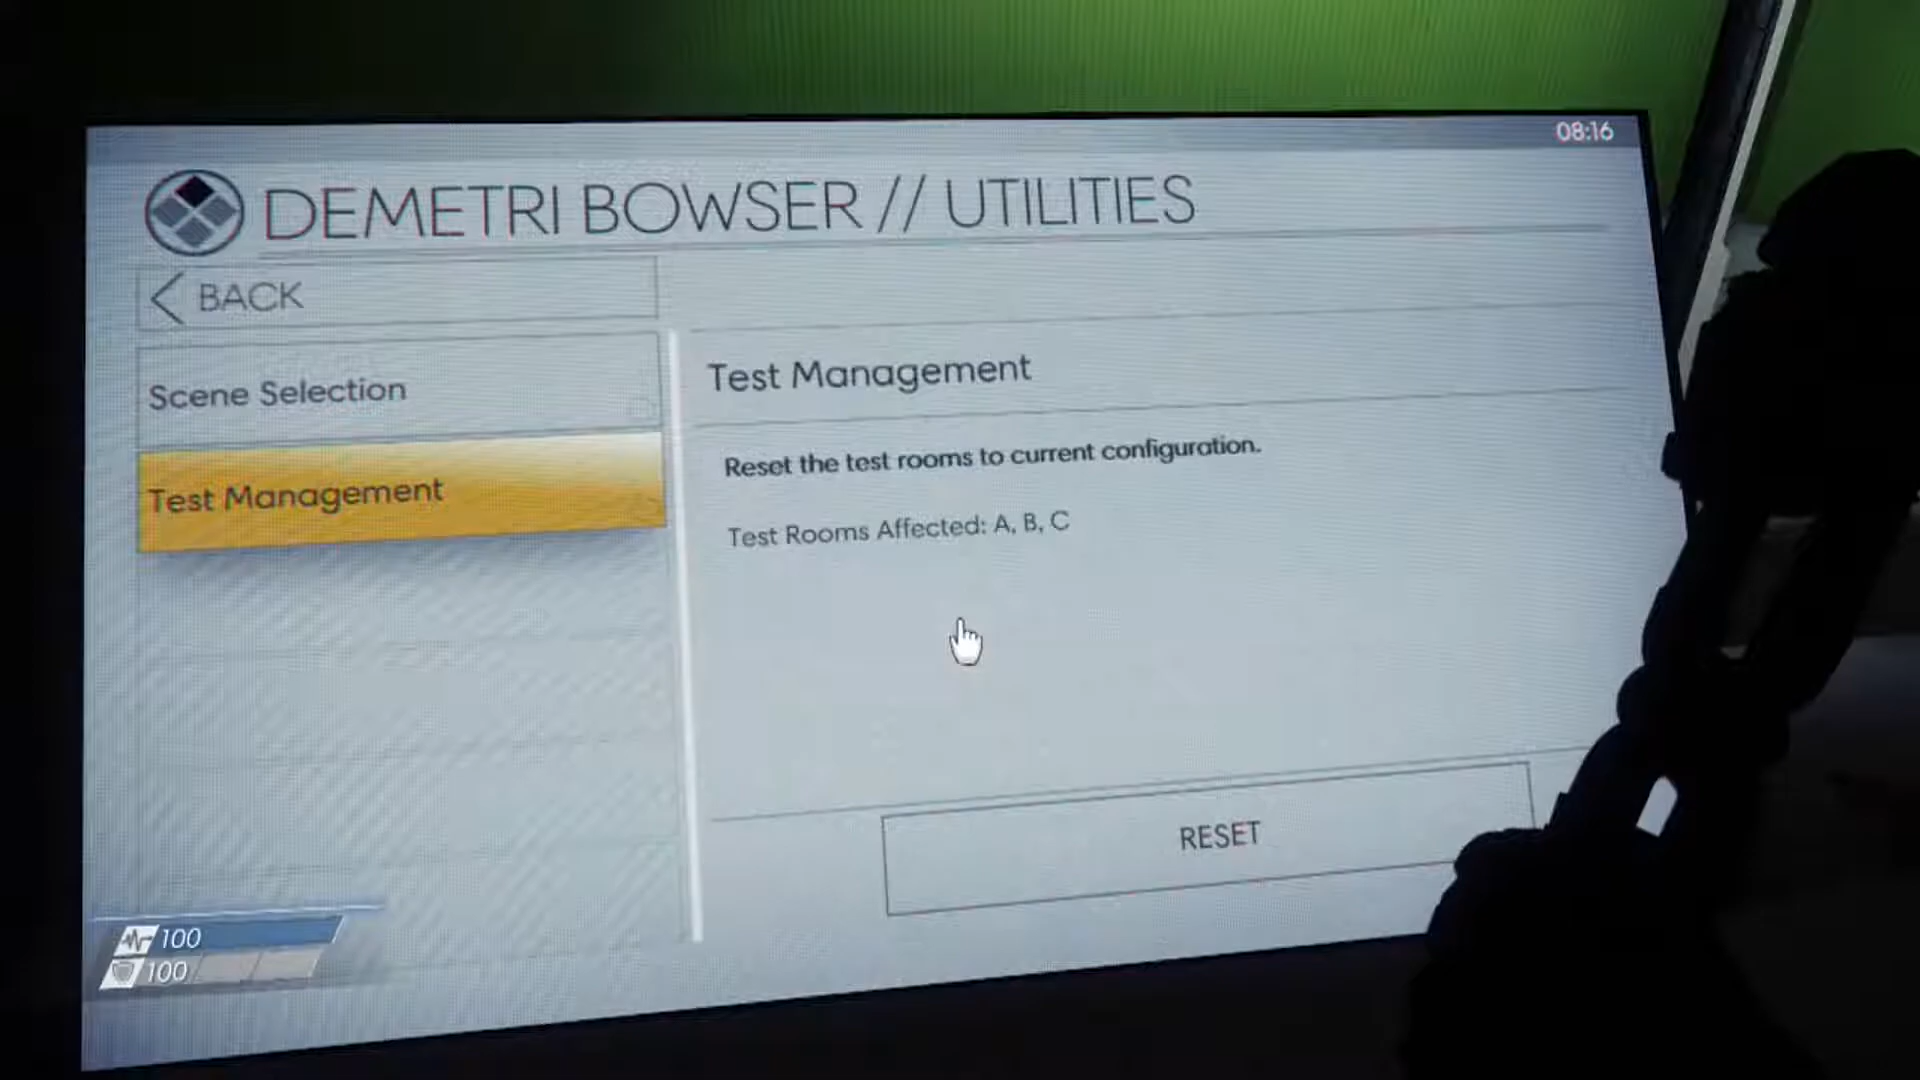 08:16
DEMETRI BOWSER // UTILITIES
BACK
Scene Selection
Test Management
Test Management
Reset the test rooms to current configuration.
Test Rooms Affected: A, B, C
RESET
100
100